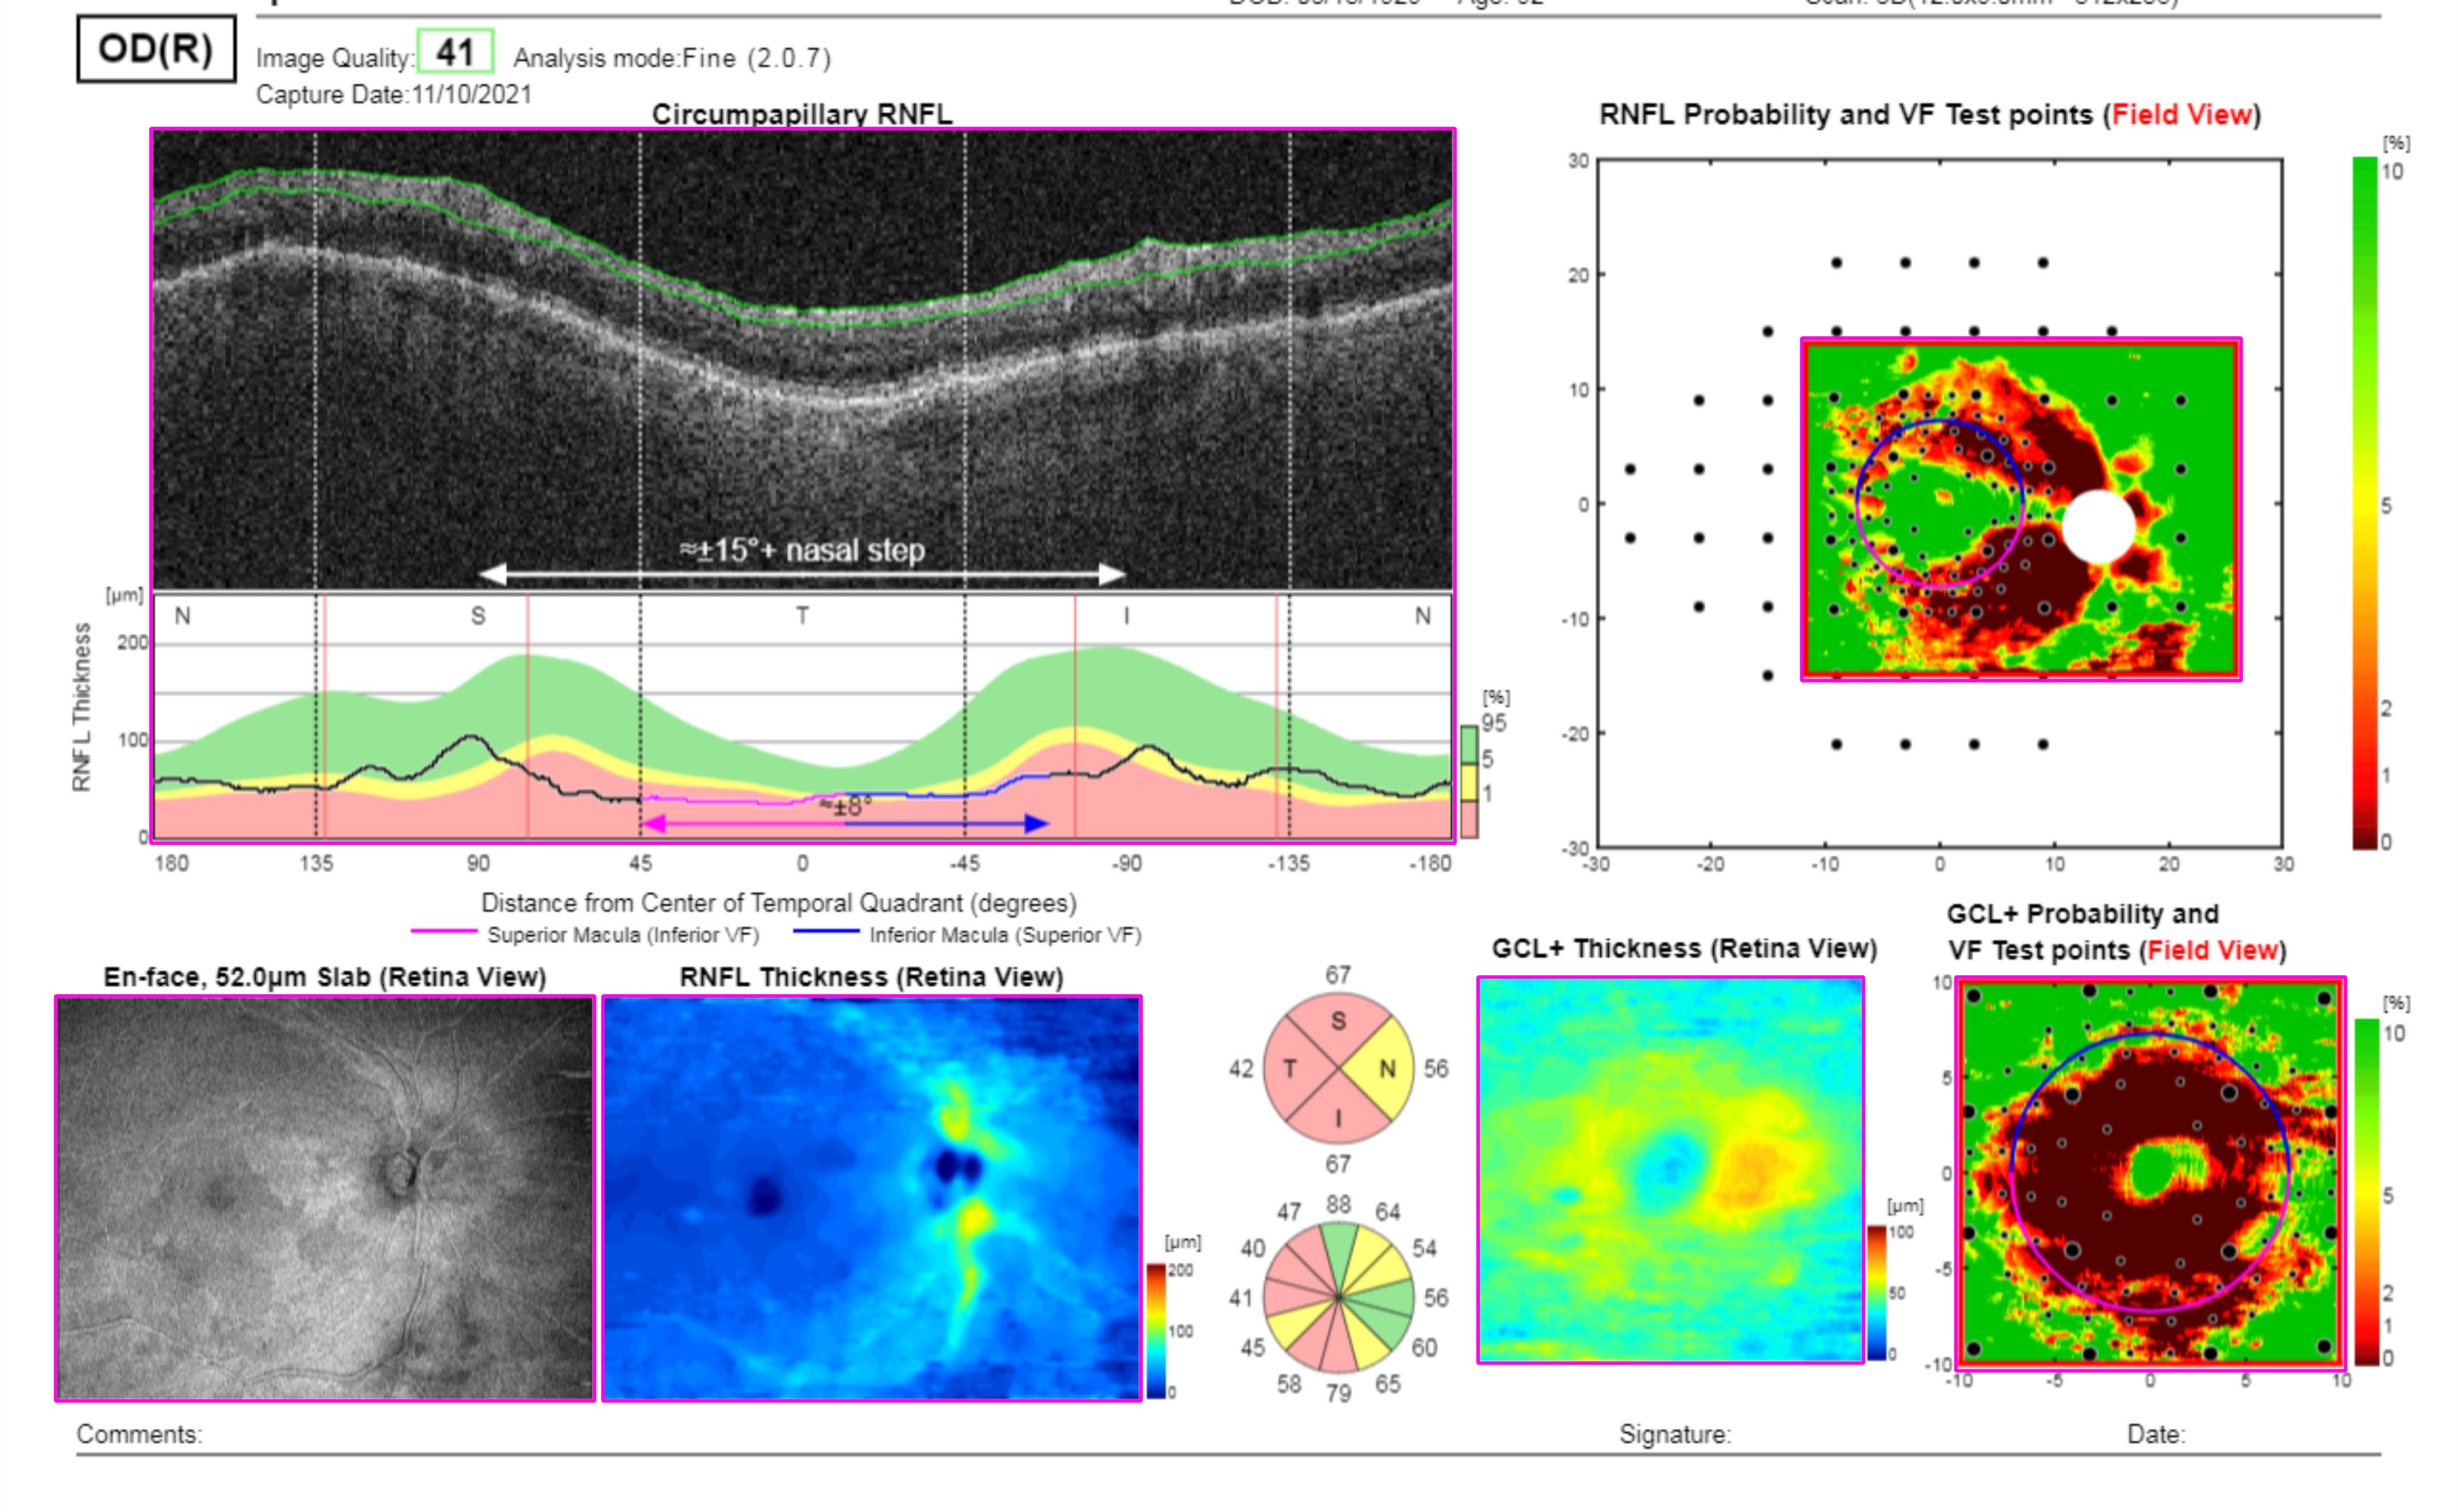 OD(R)
Image Quality: 41 Analysis mode:Fine (2.0.7)
Capture Date:11/10/2021
Circumpapillary RNFL
≈±15°+ nasal step
[µm]
N S T I N
200
100
0
RNFL Thickness
≈±8°
[%]
95
5
1
180 135 90 45 0 -45 -90 -135 -180
Distance from Center of Temporal Quadrant (degrees)
Superior Macula (Inferior VF) Inferior Macula (Superior VF)
RNFL Probability and VF Test points (Field View)
30
20
10
0
-10
-20
-30
-30 -20 -10 0 10 20 30
[%]
10
5
2
1
0
En-face, 52.0µm Slab (Retina View)
RNFL Thickness (Retina View)
[µm]
200
100
0
67
S
42 T N 56
I
67
47 88 64
40 54
41 56
45 60
58 79 65
GCL+ Thickness (Retina View)
[µm]
100
50
0
GCL+ Probability and
VF Test points (Field View)
10
5
0
-5
-10
-10 -5 0 5 10
[%]
10
5
2
1
0
Comments: Signature: Date: